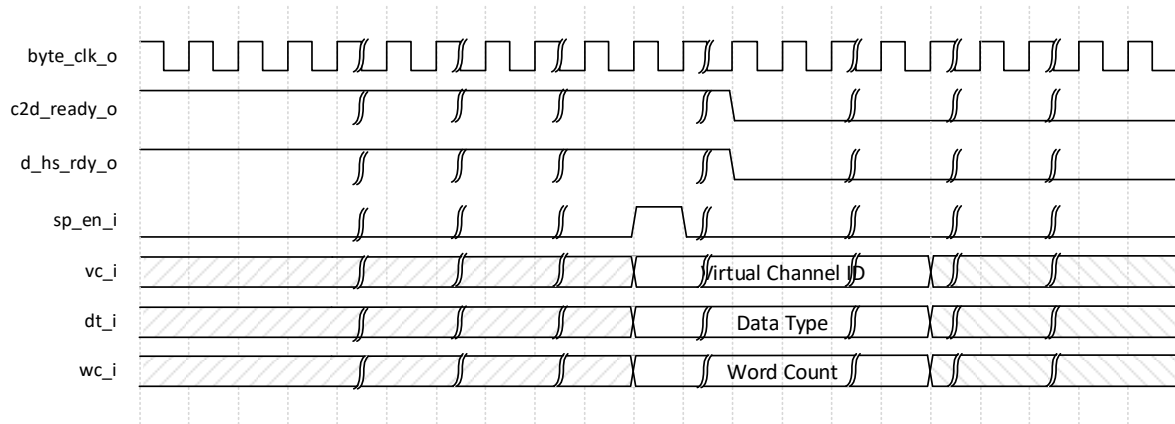 byte_clk_o
c2d_ready_o
d_hs_rdy_o
sp_en_i
vc_i Virtual Channel ID
dt_i Data Type
wc_i Word Count